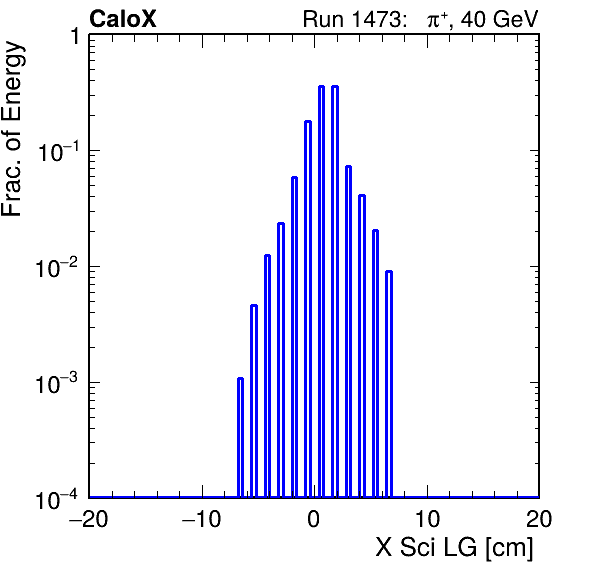 CaloX Run 1473: π⁺, 40 GeV
Frac. of Energy
1
10⁻¹
10⁻²
10⁻³
10⁻⁴
−20 −10 0 10 20
X Sci LG [cm]